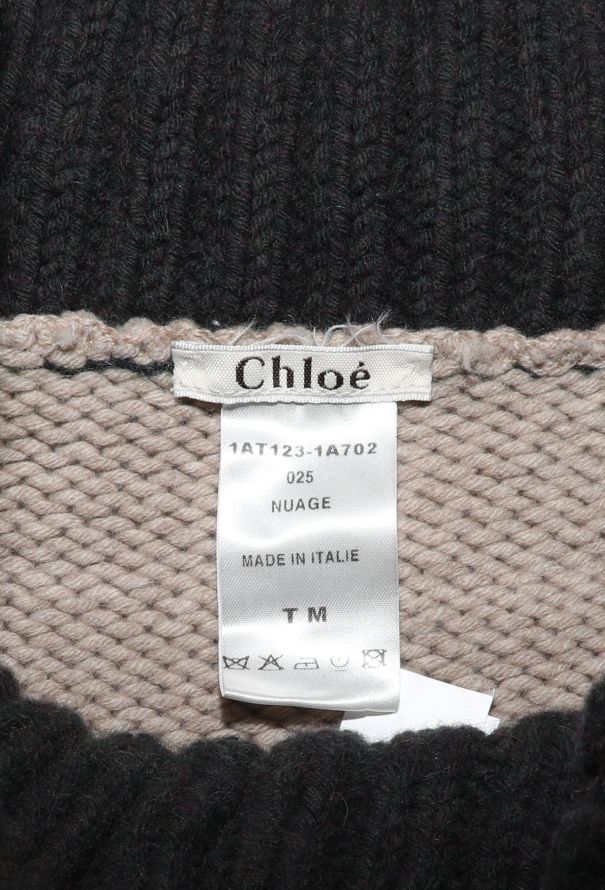 Chloé
1AT123-1A702
025
NUAGE
MADE IN ITALIE
T M